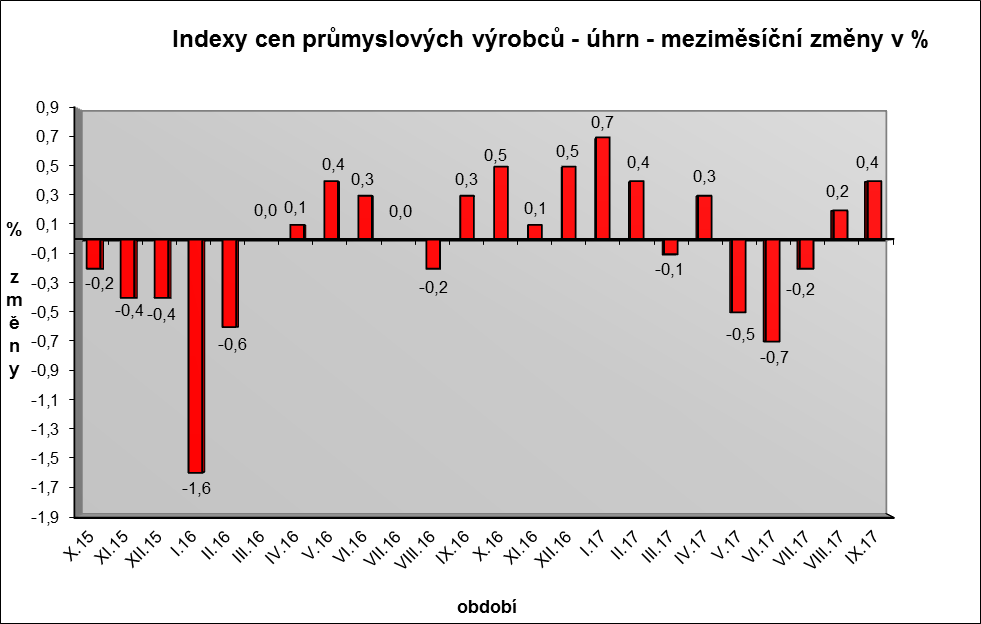 Indexy cen průmyslových výrobců - úhrn - meziměsíční změny v %
0,9
0,7
0,5
0,3
0,1
-0,1
-0,3
-0,5
-0,7
-0,9
-1,1
-1,3
-1,5
-1,7
-1,9
% změny
-0,2
-0,4
-0,4
-1,6
-0,6
0,0
0,1
0,4
0,3
0,0
-0,2
0,3
0,5
0,1
0,5
0,7
0,4
-0,1
0,3
-0,5
-0,7
-0,2
0,2
0,4
X.15
XI.15
XII.15
I.16
II.16
III.16
IV.16
V.16
VI.16
VII.16
VIII.16
IX.16
X.16
XI.16
XII.16
I.17
II.17
III.17
IV.17
V.17
VI.17
VII.17
VIII.17
IX.17
období